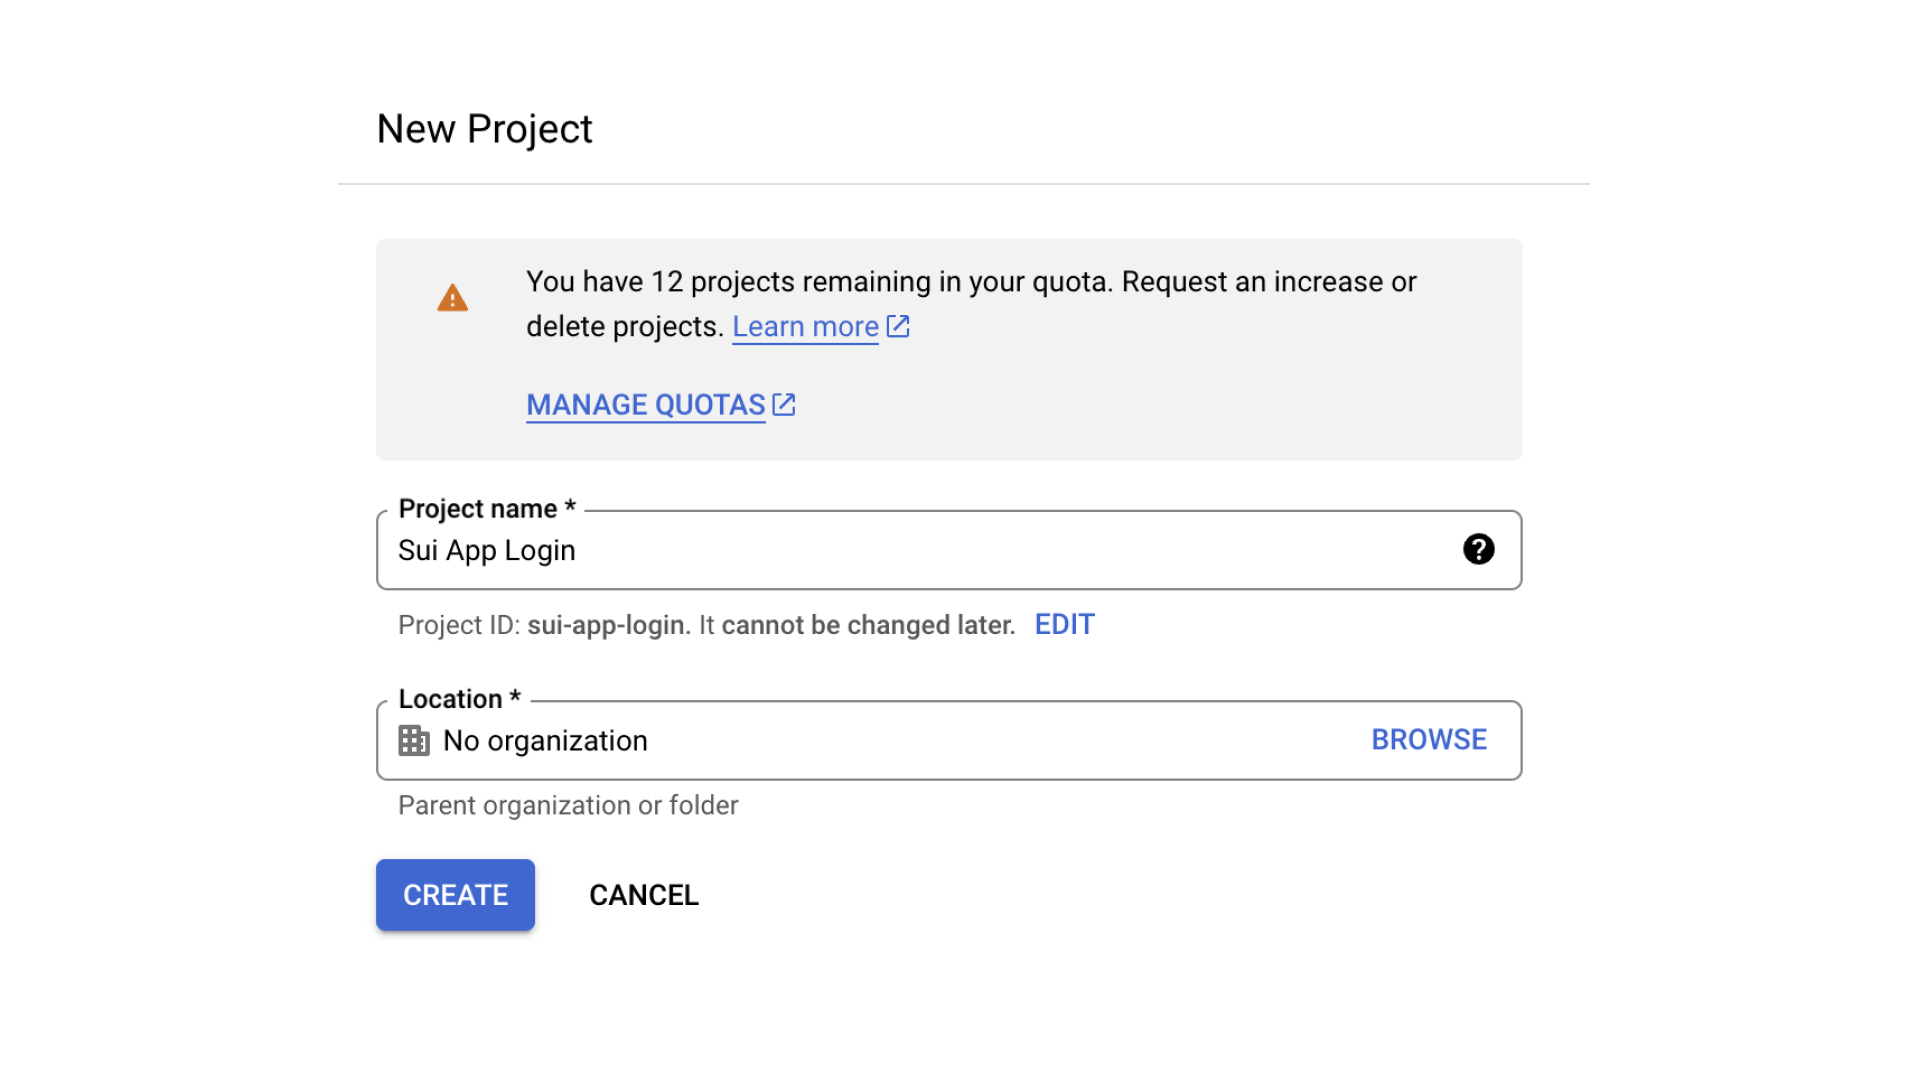 New Project
You have 12 projects remaining in your quota. Request an increase or
delete projects. Learn more
MANAGE QUOTAS
Project name *
Sui App Login
Project ID: sui-app-login. It cannot be changed later. EDIT
Location *
No organization BROWSE
Parent organization or folder
CREATE CANCEL